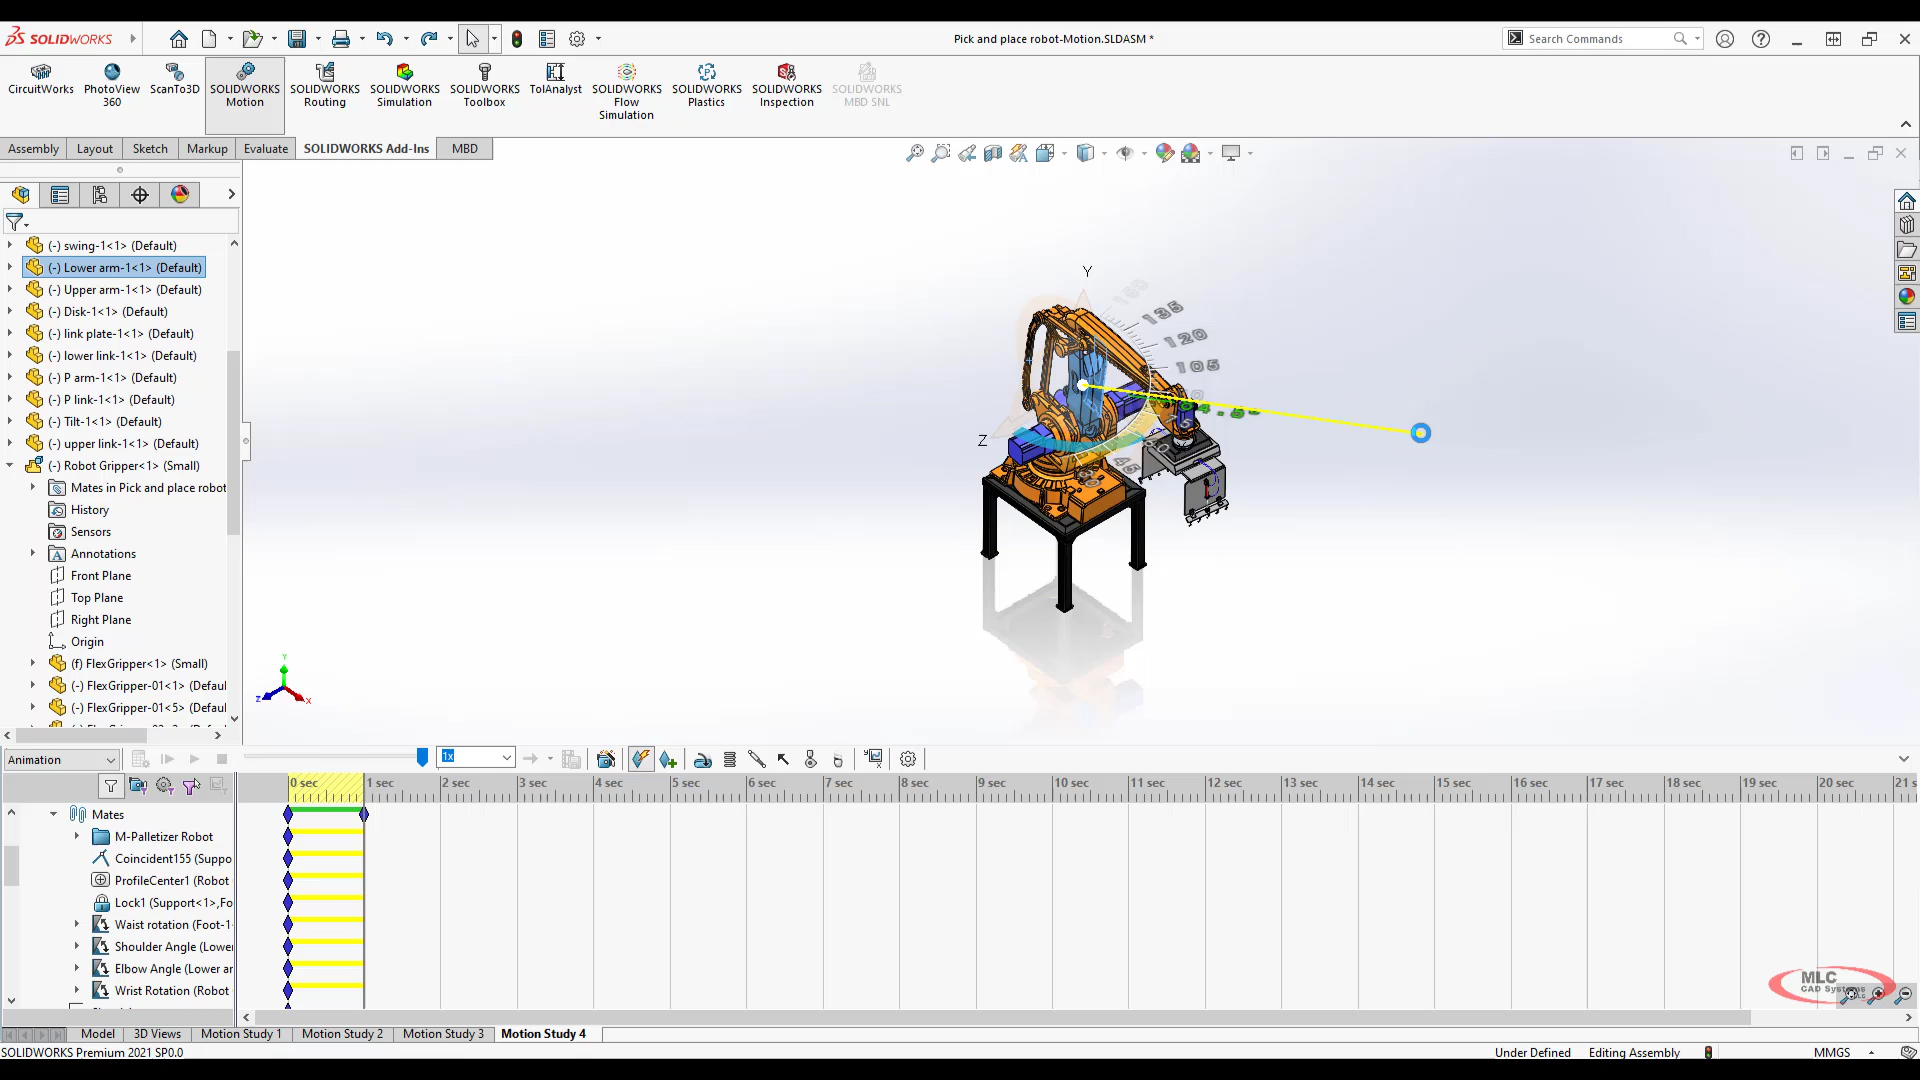 SOLIDWORKS
Pick and place robot-Motion.SLDASM *
Search Commands
CircuitWorks
PhotoView 360
ScanTo3D
SOLIDWORKS Motion
SOLIDWORKS Routing
SOLIDWORKS Simulation
SOLIDWORKS Toolbox
TolAnalyst
SOLIDWORKS Flow Simulation
SOLIDWORKS Plastics
SOLIDWORKS Inspection
SOLIDWORKS MBD SNL
Assembly
Layout
Sketch
Markup
Evaluate
SOLIDWORKS Add-Ins
MBD
(-) swing-1<1> (Default)
(-) Lower arm-1<1> (Default)
(-) Upper arm-1<1> (Default)
(-) Disk-1<1> (Default)
(-) link plate-1<1> (Default)
(-) lower link-1<1> (Default)
(-) P arm-1<1> (Default)
(-) P link-1<1> (Default)
(-) Tilt-1<1> (Default)
(-) upper link-1<1> (Default)
(-) Robot Gripper<1> (Small)
Mates in Pick and place robot
History
Sensors
Annotations
Front Plane
Top Plane
Right Plane
Origin
(f) FlexGripper<1> (Small)
(-) FlexGripper-01<1> (Defaul
(-) FlexGripper-01<5> (Defaul
Y
Z
150
135
120
105
45
Y
Z
X
Animation
1x
0 sec
1 sec
2 sec
3 sec
4 sec
5 sec
6 sec
7 sec
8 sec
9 sec
10 sec
11 sec
12 sec
13 sec
14 sec
15 sec
16 sec
17 sec
18 sec
19 sec
20 sec
21 s
Mates
M-Palletizer Robot
Coincident155 (Suppo
ProfileCenter1 (Robot
Lock1 (Support<1>,Fo
Waist rotation (Foot-1
Shoulder Angle (Lowe
Elbow Angle (Lower ar
Wrist Rotation (Robot
MLC
CAD Systems
Model
3D Views
Motion Study 1
Motion Study 2
Motion Study 3
Motion Study 4
SOLIDWORKS Premium 2021 SP0.0
Under Defined
Editing Assembly
MMGS